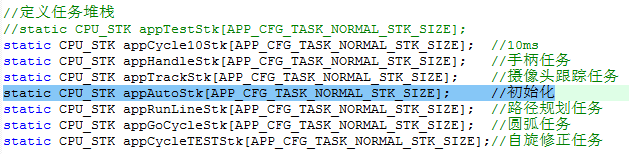 //定义任务堆栈
//static CPU_STK appTestStk[APP_CFG_TASK_NORMAL_STK_SIZE];
static CPU_STK appCycle10Stk[APP_CFG_TASK_NORMAL_STK_SIZE];  //10ms
static CPU_STK appHandleStk[APP_CFG_TASK_NORMAL_STK_SIZE];  //手柄任务
static CPU_STK appTrackStk[APP_CFG_TASK_NORMAL_STK_SIZE];  //摄像头跟踪任务
static CPU_STK appAutoStk[APP_CFG_TASK_NORMAL_STK_SIZE];  //初始化
static CPU_STK appRunLineStk[APP_CFG_TASK_NORMAL_STK_SIZE];  //路径规划任务
static CPU_STK appGoCycleStk[APP_CFG_TASK_NORMAL_STK_SIZE];  //圆弧任务
static CPU_STK appCycleTESTStk[APP_CFG_TASK_NORMAL_STK_SIZE];//自旋修正任务